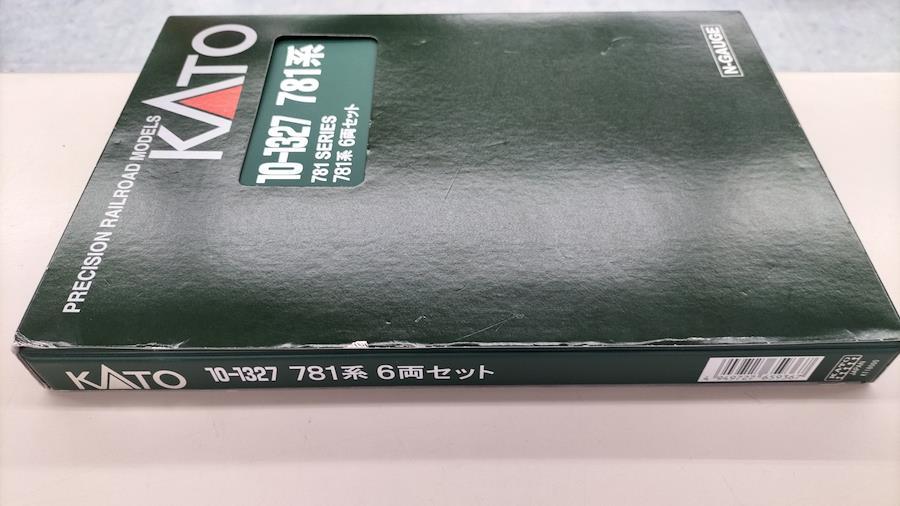 KATO
PRECISION RAILROAD MODELS
10-1327 781系
781 SERIES
781系 6両セット
N-GAUGE
KATO 10-1327 781系 6両セット
JAPAN